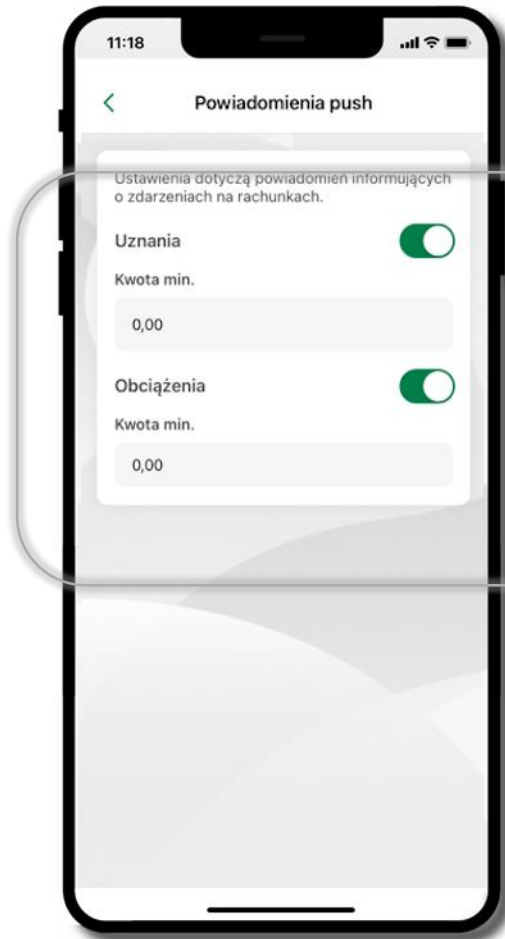 11:18
Powiadomienia push
Ustawienia dotyczą powiadomień informujących
o zdarzeniach na rachunkach.
Uznania
Kwota min.
0,00
Obciążenia
Kwota min.
0,00